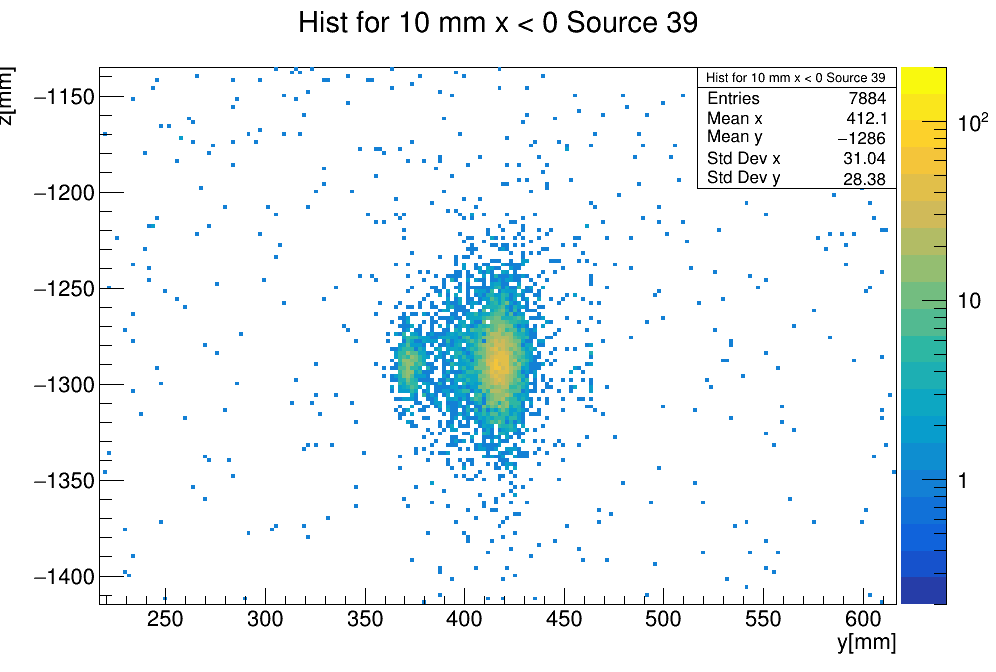 Hist for 10 mm x < 0 Source 39
z[mm]
Hist for 10 mm x < 0 Source 39
Entries 7884
Mean x 412.1
Mean y −1286
Std Dev x 31.04
Std Dev y 28.38
−1150
−1200
−1250
−1300
−1350
−1400
10²
10
1
250 300 350 400 450 500 550 600
y[mm]